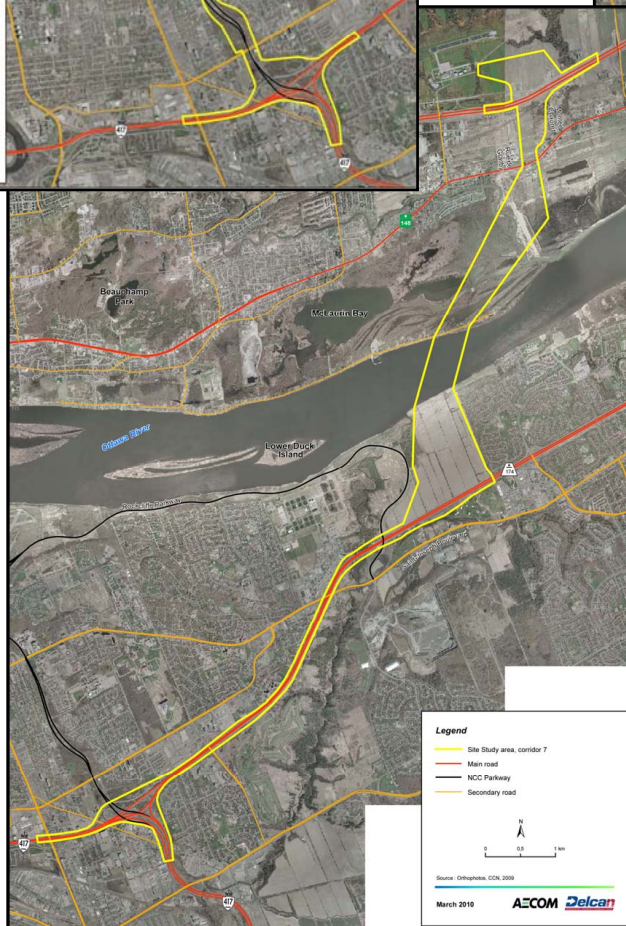 417
417
148
Beauchamp
Park
McLaurin Bay
Ottawa River
Lower Duck
Island
174
Rockcliffe Parkway
417
417
Legend
Site Study area, corridor 7
Main road
NCC Parkway
Secondary road
N
0 0,5 1 km
Source : Orthophotos, CCN, 2009
March 2010 AECOM Delcan